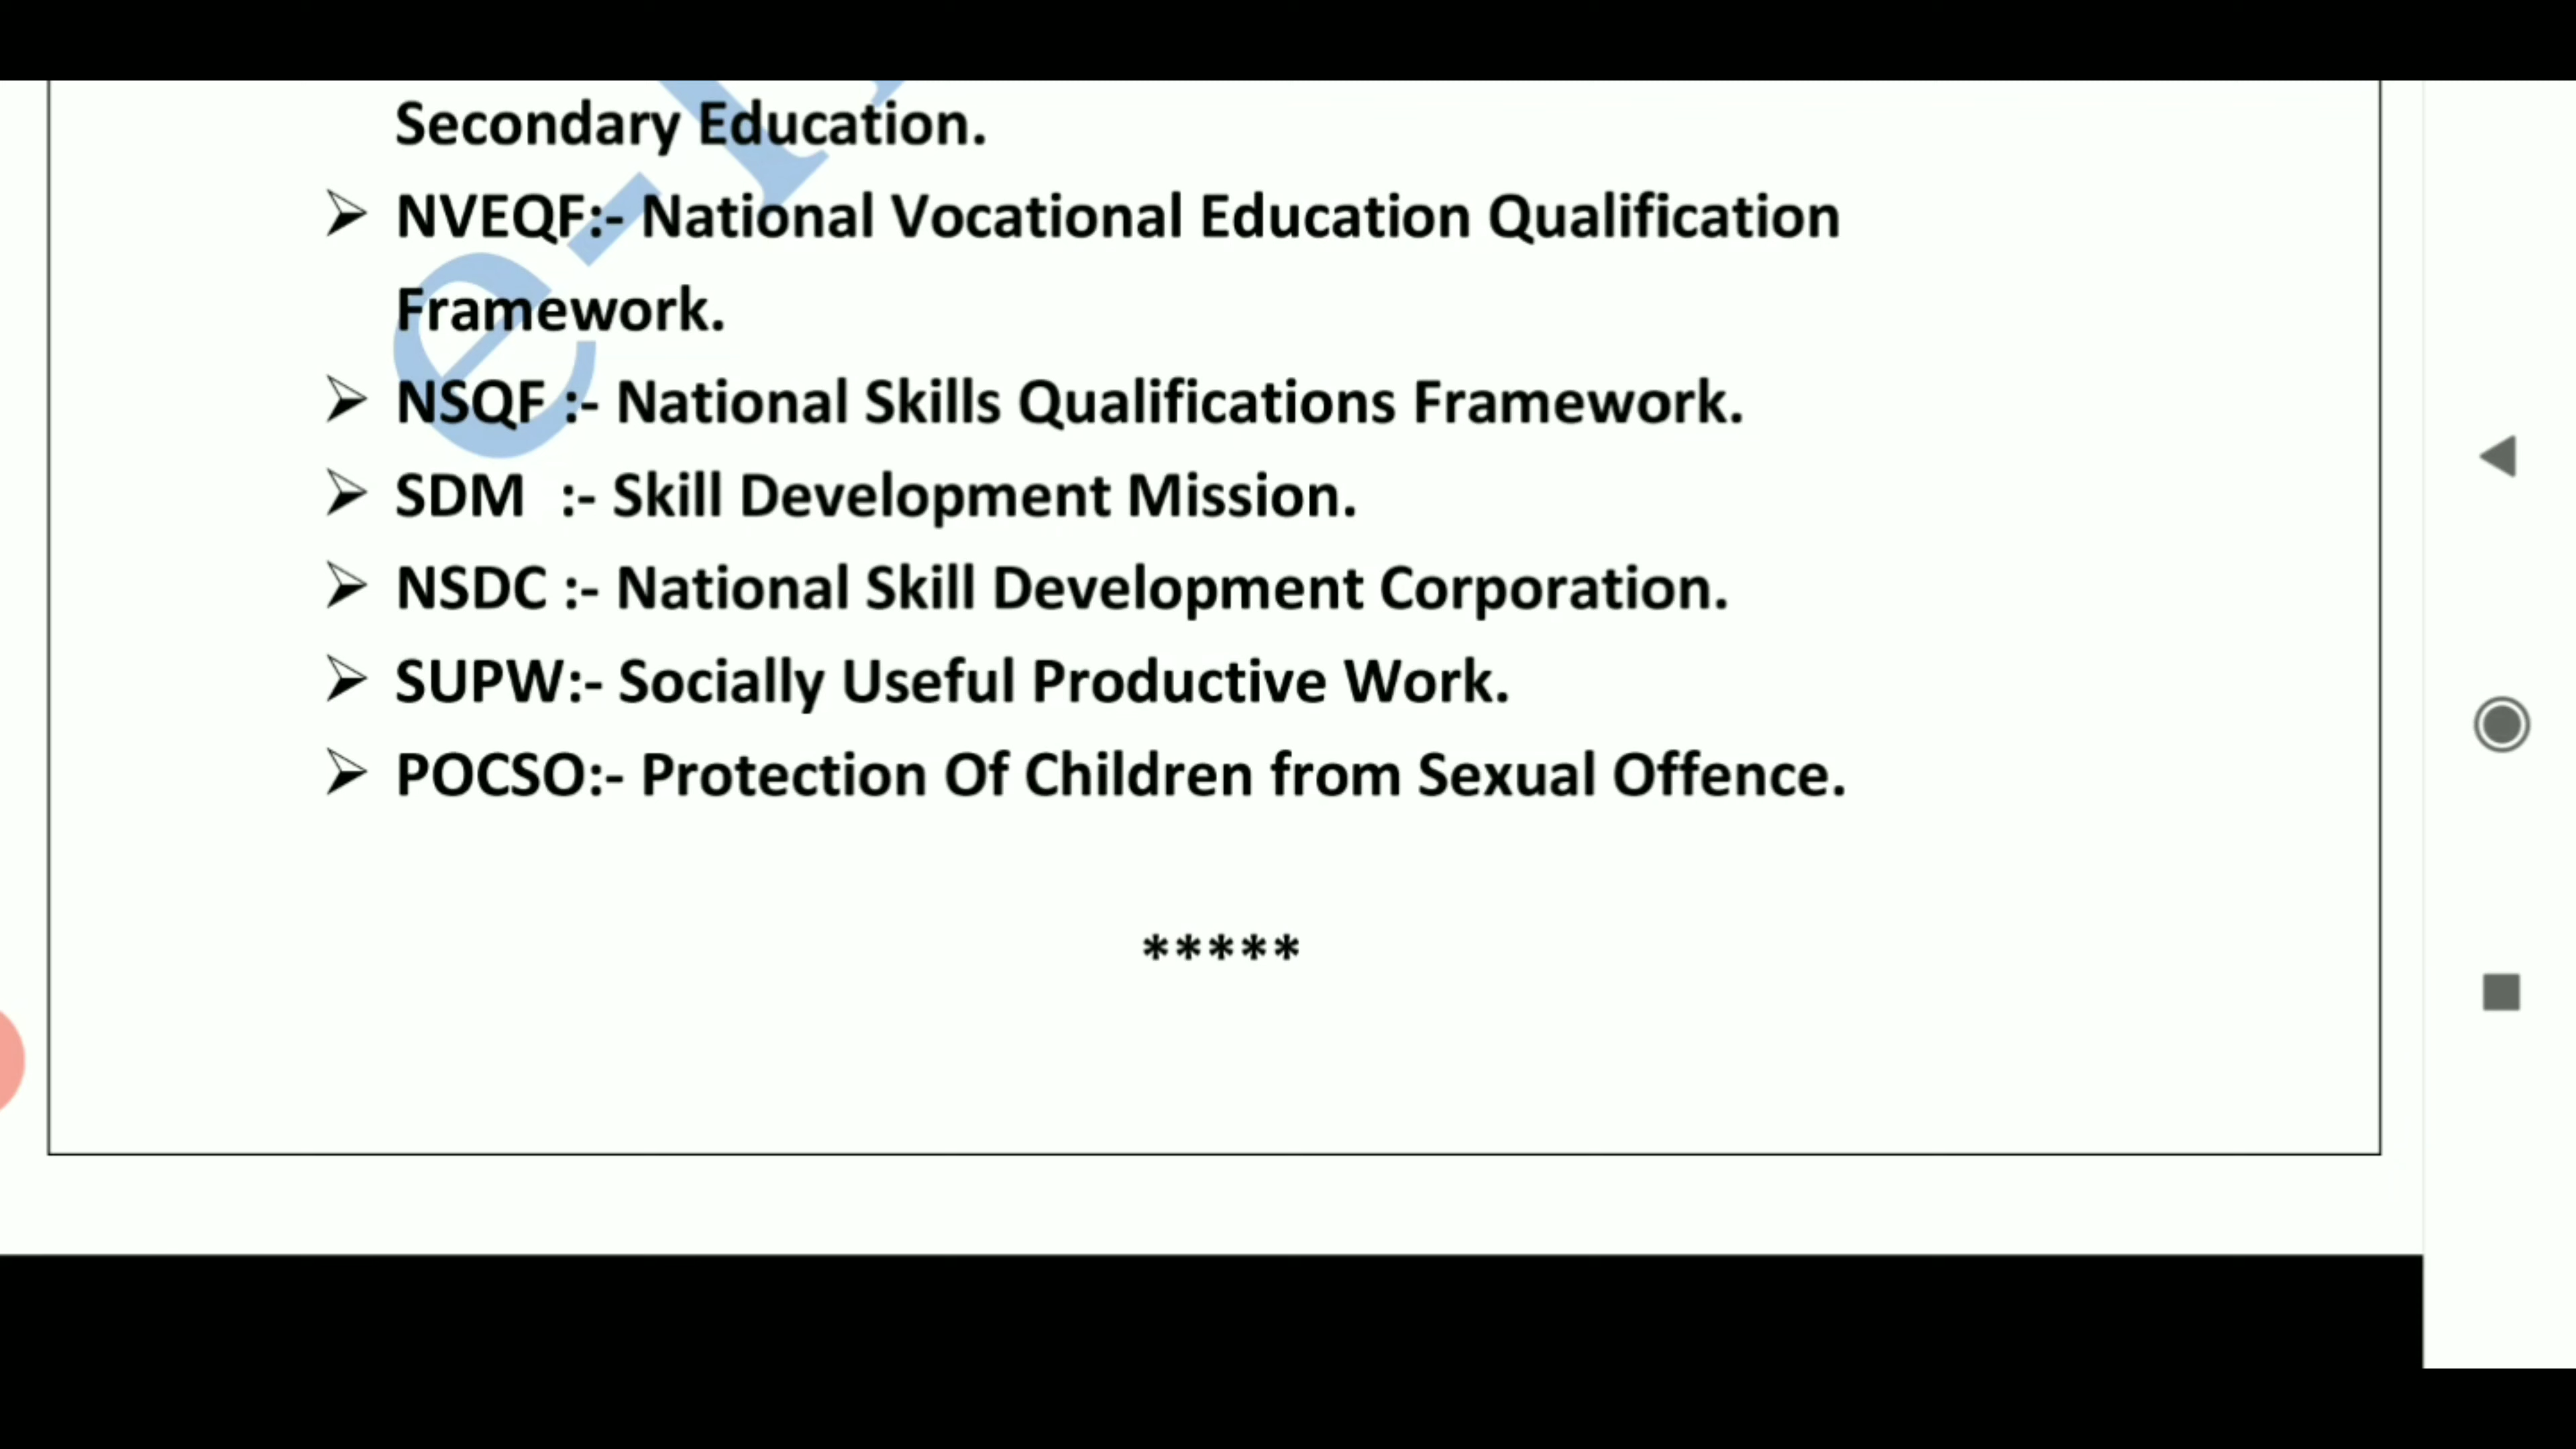 Secondary Education.
➢ NVEQF:- National Vocational Education Qualification
Framework.
➢ NSQF :- National Skills Qualifications Framework.
➢ SDM :- Skill Development Mission.
➢ NSDC :- National Skill Development Corporation.
➢ SUPW:- Socially Useful Productive Work.
➢ POCSO:- Protection Of Children from Sexual Offence.
*****